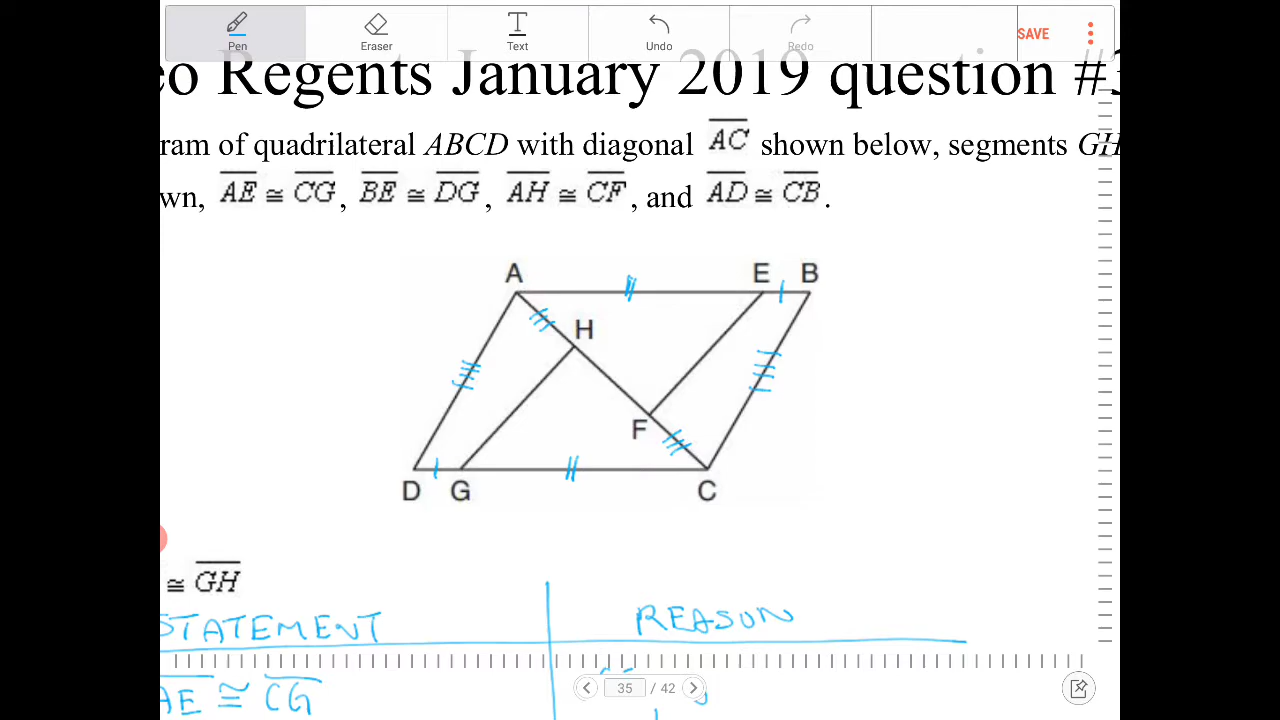 Pen Eraser Text Undo Redo SAVE
eo Regents January 2019 question #3
ram of quadrilateral ABCD with diagonal AC shown below, segments GH
wn, AE ≅ CG, BE ≅ DG, AH ≅ CF, and AD ≅ CB.
A E B
H
F
D G C
≅ GH
STATEMENT REASON
AE ≅ CG
35 / 42